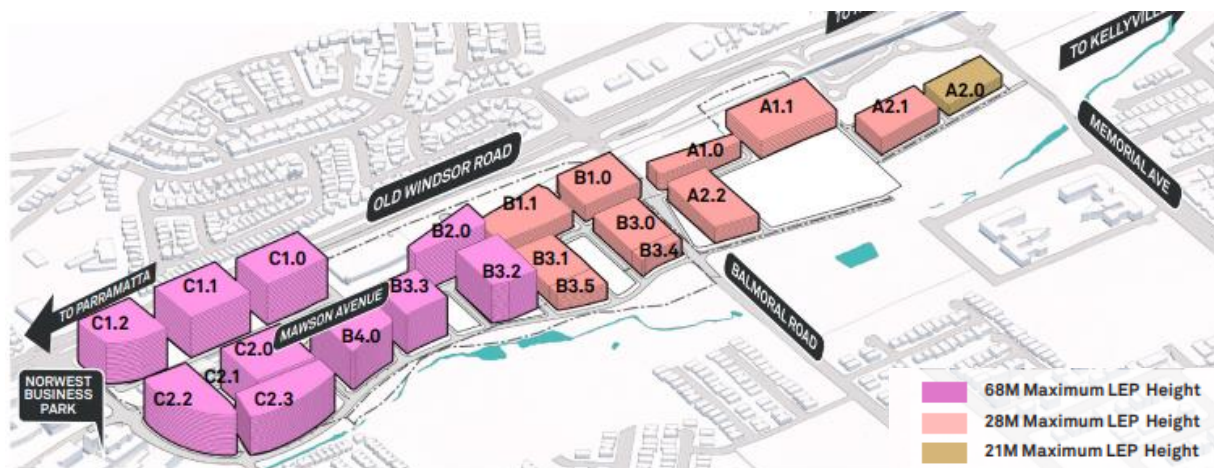 TO KELLYVILLE
A2.0
A1.1
A2.1
MEMORIAL AVE
A1.0
OLD WINDSOR ROAD
B1.0
A2.2
B1.1
B3.0
B2.0
B3.4
B3.1
B3.2
C1.0
B3.5
C1.1
B3.3
TO PARRAMATTA
MAWSON AVENUE
BALMORAL ROAD
C1.2
B4.0
C2.0
C2.1
NORWEST
BUSINESS
PARK
C2.2
C2.3
68M Maximum LEP Height
28M Maximum LEP Height
21M Maximum LEP Height